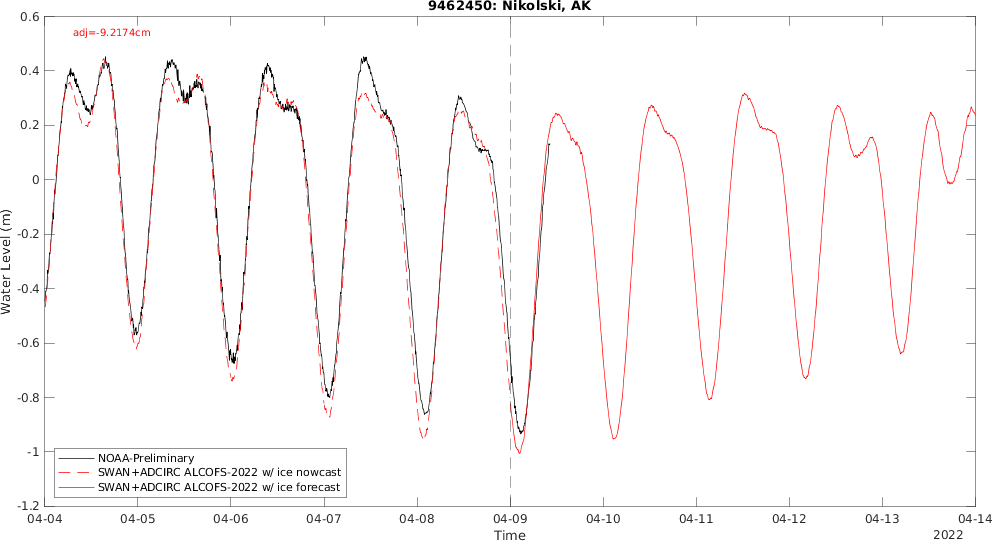 9462450: Nikolski, AK
adj=-9.2174cm
0.6
0.4
0.2
0
-0.2
-0.4
-0.6
-0.8
-1
-1.2
Water Level (m)
NOAA-Preliminary
SWAN+ADCIRC ALCOFS-2022 w/ ice nowcast
SWAN+ADCIRC ALCOFS-2022 w/ ice forecast
04-04 04-05 04-06 04-07 04-08 04-09 04-10 04-11 04-12 04-13 04-14
Time
2022